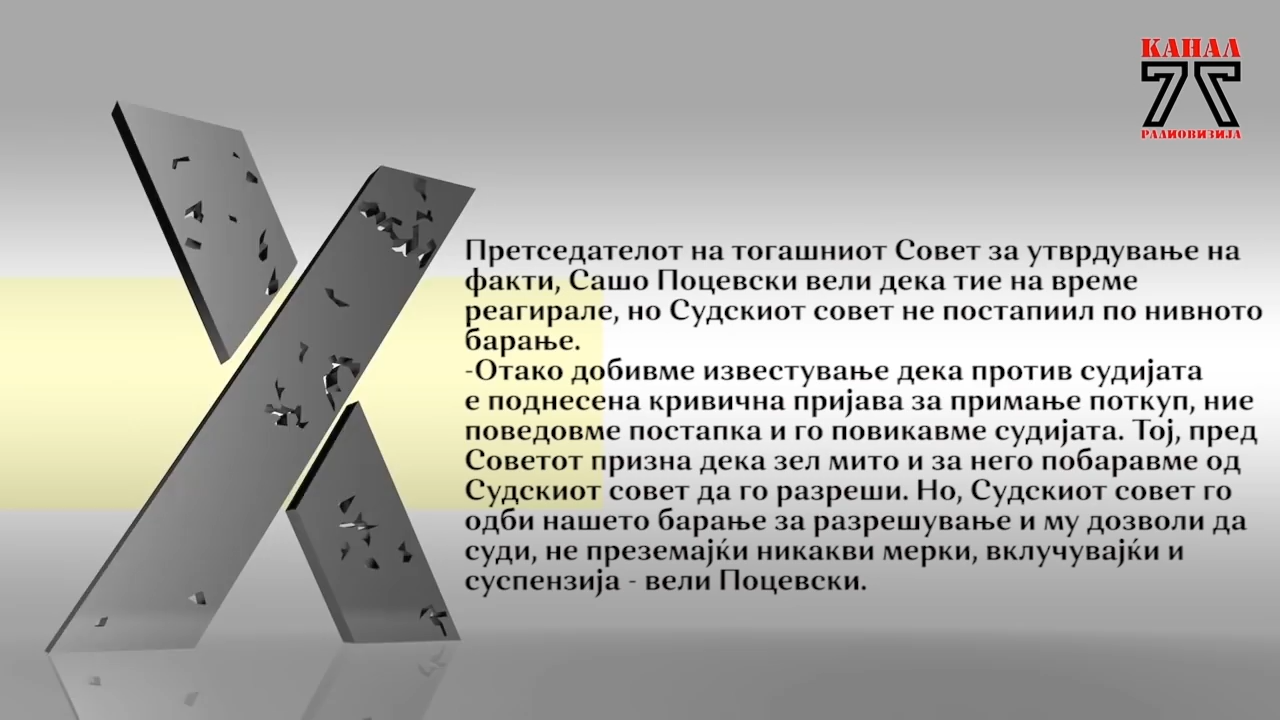 КАНАЛ
77
РАДИОВИЗИЈА
Претседателот на тогашниот Совет за утврдување на
факти, Сашо Поцевски вели дека тие на време
реагирале, но Судскиот совет не постапиил по нивното
барање.
-Отако добивме известување дека против судијата
е поднесена кривична пријава за примање поткуп, ние
поведовме постапка и го повикавме судијата. Тој, пред
Советот призна дека зел мито и за него побаравме од
Судскиот совет да го разреши. Но, Судскиот совет го
одби нашето барање за разрешување и му дозволи да
суди, не преземајќи никакви мерки, вклучувајќи и
суспензија - вели Поцевски.